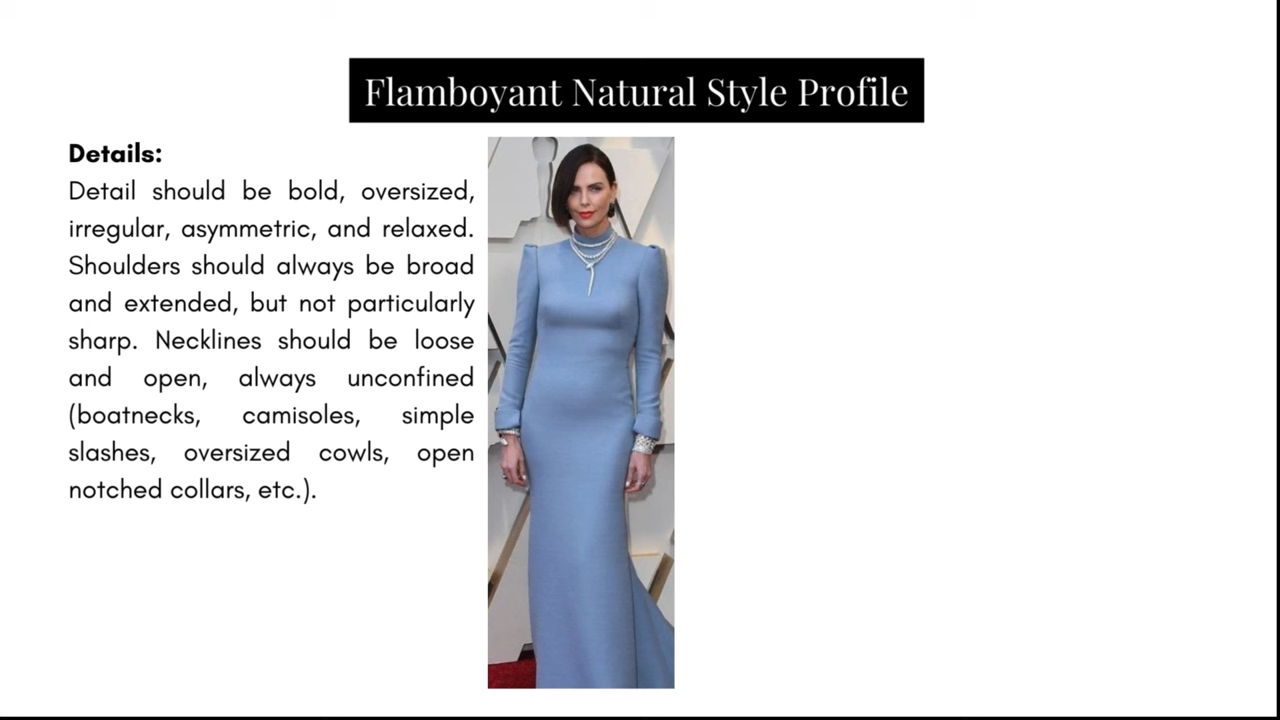 Flamboyant Natural Style Profile
Details:
Detail should be bold, oversized,
irregular, asymmetric, and relaxed.
Shoulders should always be broad
and extended, but not particularly
sharp. Necklines should be loose
and open, always unconfined
(boatnecks, camisoles, simple
slashes, oversized cowls, open
notched collars, etc.).